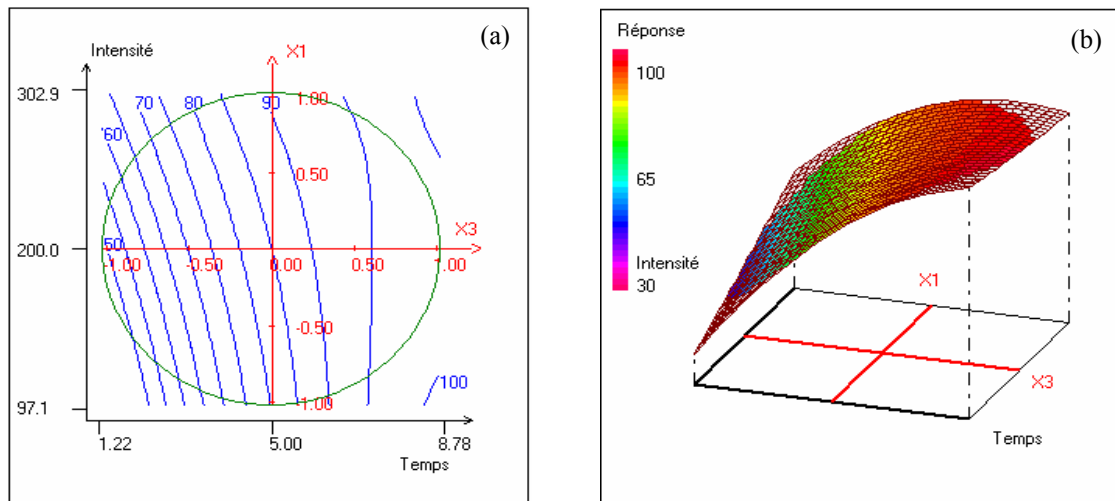 (a)
Intensité
X1
302.9
70
80
90
1.00
60
0.50
X3
200.0
50
-1.00
-0.50
0.00
0.50
1.00
-0.50
100
97.1
-1.00
1.22
5.00
8.78
Temps
(b)
Réponse
100
65
Intensité
30
X1
X3
Temps